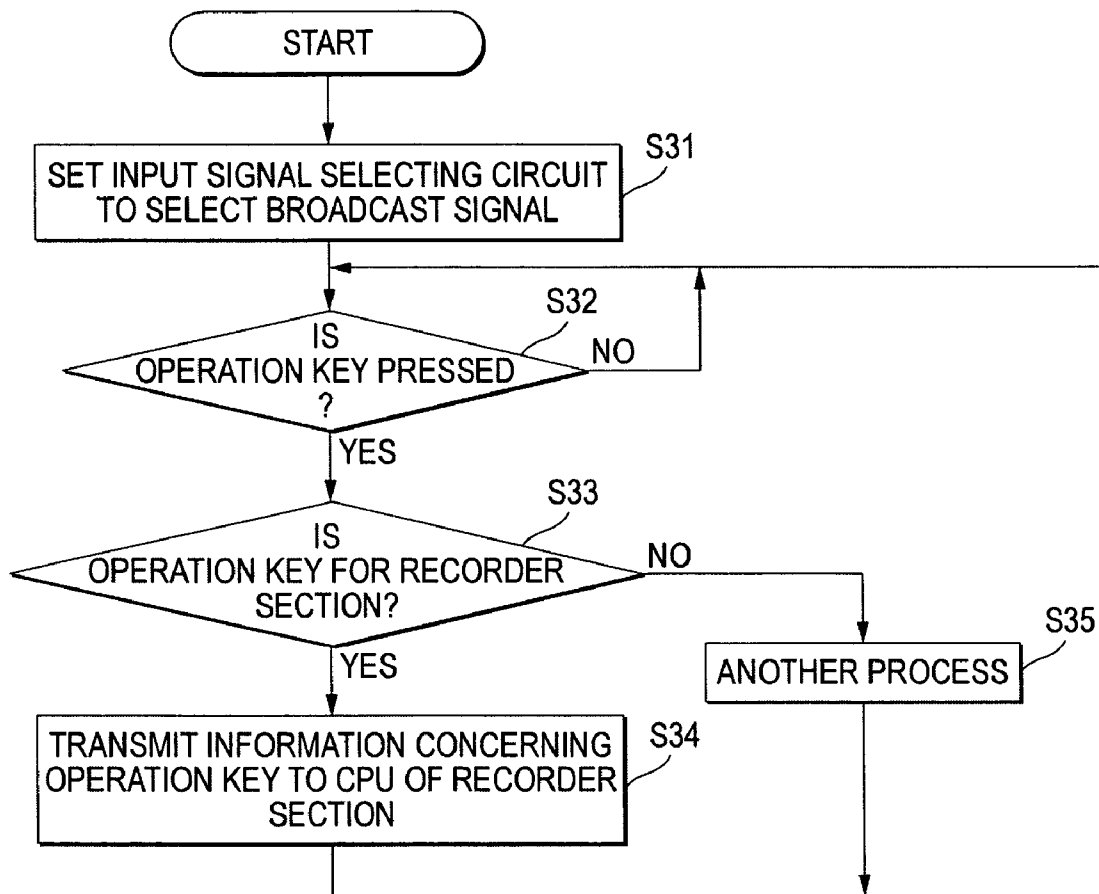 START
S31
SET INPUT SIGNAL SELECTING CIRCUIT
TO SELECT BROADCAST SIGNAL
S32
IS
OPERATION KEY PRESSED
?
NO
YES
S33
IS
OPERATION KEY FOR RECORDER
SECTION?
NO
YES
S35
ANOTHER PROCESS
S34
TRANSMIT INFORMATION CONCERNING
OPERATION KEY TO CPU OF RECORDER
SECTION